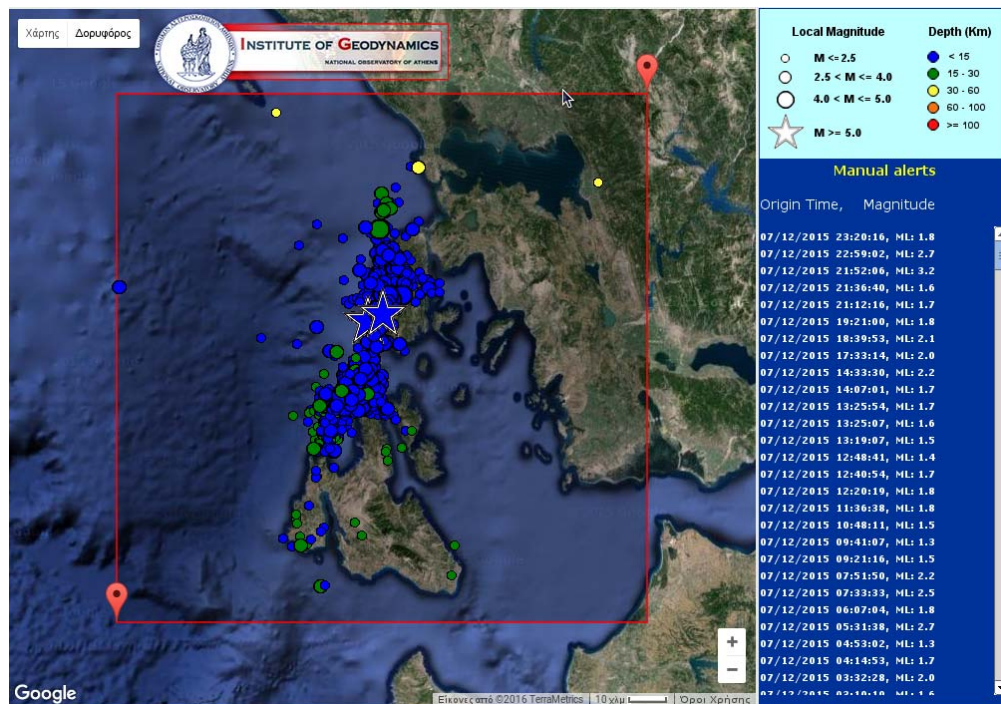 Χάρτης
Δορυφόρος
INSTITUTE OF GEODYNAMICS
NATIONAL OBSERVATORY OF ATHENS
Local Magnitude
M <= 2.5
2.5 < M <= 4.0
4.0 < M <= 5.0
M >= 5.0
Depth (Km)
< 15
15 - 30
30 - 60
60 - 100
>= 100
Manual alerts
Origin Time, Magnitude
07/12/2015 23:20:16, ML: 1.8
07/12/2015 22:59:02, ML: 2.7
07/12/2015 21:52:06, ML: 3.2
07/12/2015 21:36:40, ML: 1.6
07/12/2015 21:12:16, ML: 1.7
07/12/2015 19:21:00, ML: 1.8
07/12/2015 18:39:53, ML: 2.1
07/12/2015 17:33:14, ML: 2.0
07/12/2015 14:33:30, ML: 2.2
07/12/2015 14:07:01, ML: 1.7
07/12/2015 13:25:54, ML: 1.7
07/12/2015 13:25:07, ML: 1.6
07/12/2015 13:19:07, ML: 1.5
07/12/2015 12:48:41, ML: 1.4
07/12/2015 12:40:54, ML: 1.7
07/12/2015 12:20:19, ML: 1.8
07/12/2015 11:36:38, ML: 1.8
07/12/2015 10:48:11, ML: 1.5
07/12/2015 09:41:07, ML: 1.3
07/12/2015 09:21:16, ML: 1.5
07/12/2015 07:51:50, ML: 2.2
07/12/2015 07:33:33, ML: 2.5
07/12/2015 06:07:04, ML: 1.8
07/12/2015 05:31:38, ML: 2.7
07/12/2015 04:53:02, ML: 1.3
07/12/2015 04:14:53, ML: 1.7
07/12/2015 03:32:28, ML: 2.0
Google
Εικόνες από ©2016 TerraMetrics
10 χλμ
Όροι Χρήσης